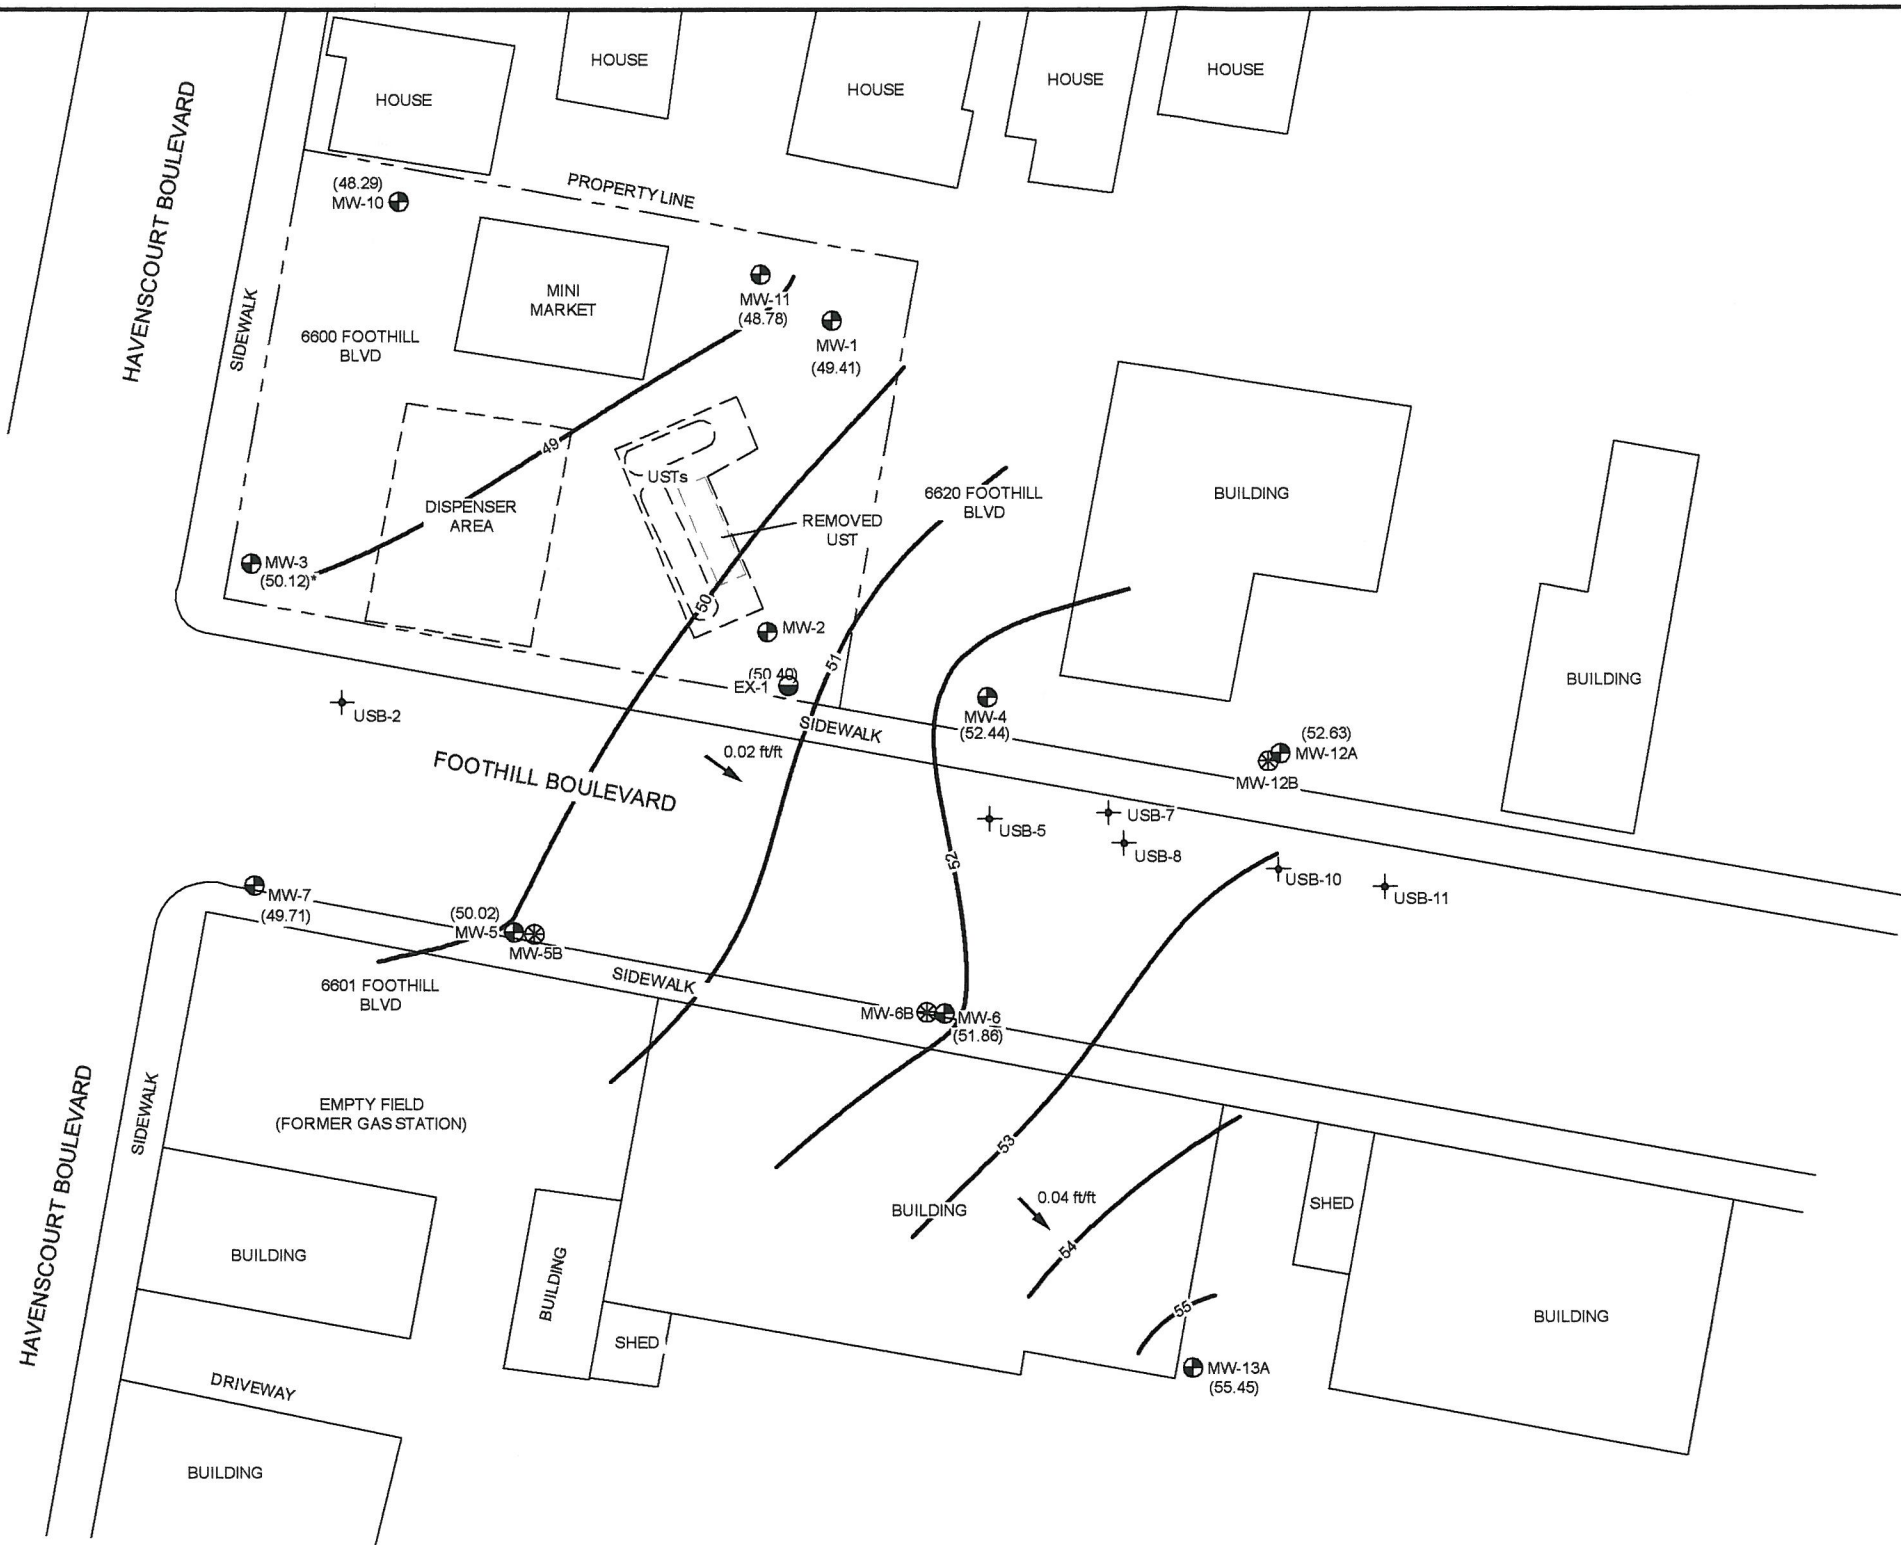 HOUSE
HOUSE
HOUSE
HOUSE
HOUSE
HAVENSCOURT BOULEVARD
SIDEWALK
(48.29)
MW-10
PROPERTY LINE
MINI
MARKET
MW-11
(48.78)
MW-1
(49.41)
6600 FOOTHILL
BLVD
49
USTs
DISPENSER
AREA
REMOVED
UST
6620 FOOTHILL
BLVD
BUILDING
BUILDING
MW-3
(50.12)*
50
MW-2
51
(50.40)
EX-1
USB-2
SIDEWALK
MW-4
(52.44)
(52.63)
MW-12A
MW-12B
0.02 ft/ft
FOOTHILL BOULEVARD
USB-5
USB-7
USB-8
52
USB-10
USB-11
MW-7
(49.71)
(50.02)
MW-5
MW-5B
SIDEWALK
6601 FOOTHILL
BLVD
MW-6B
MW-6
(51.86)
HAVENSCOURT BOULEVARD
SIDEWALK
EMPTY FIELD
(FORMER GAS STATION)
53
BUILDING
0.04 ft/ft
54
SHED
BUILDING
BUILDING
55
BUILDING
SHED
MW-13A
(55.45)
DRIVEWAY
BUILDING